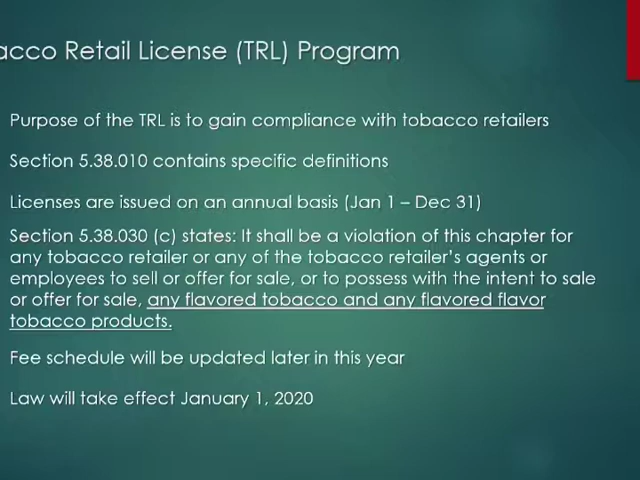 acco Retail License (TRL) Program
Purpose of the TRL is to gain compliance with tobacco retailers
Section 5.38.010 contains specific definitions
Licenses are issued on an annual basis (Jan 1 – Dec 31)
Section 5.38.030 (c) states: It shall be a violation of this chapter for
any tobacco retailer or any of the tobacco retailer's agents or
employees to sell or offer for sale, or to possess with the intent to sale
or offer for sale, any flavored tobacco and any flavored flavor
tobacco products.
Fee schedule will be updated later in this year
Law will take effect January 1, 2020